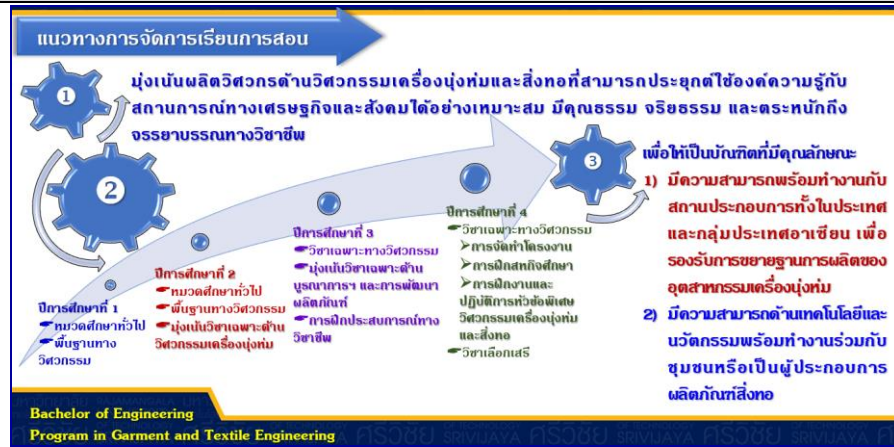 แนวทางการจัดการเรียนการสอน
1
มุ่งเน้นผลิตวิศวกรด้านวิศวกรรมเครื่องนุ่งห่มและสิ่งทอที่สามารถประยุกต์ใช้องค์ความรู้กับ
สถานการณ์ทางเศรษฐกิจและสังคมได้อย่างเหมาะสม มีคุณธรรม จริยธรรม และตระหนักถึง
จรรยาบรรณทางวิชาชีพ
2
ปีการศึกษาที่ 1
หมวดศึกษาทั่วไป
พื้นฐานทาง
วิศวกรรม
ปีการศึกษาที่ 2
หมวดศึกษาทั่วไป
พื้นฐานทางวิศวกรรม
มุ่งเน้นวิชาเฉพาะด้าน
วิศวกรรมเครื่องนุ่งห่ม
ปีการศึกษาที่ 3
วิชาเฉพาะทางวิศวกรรม
มุ่งเน้นวิชาเฉพาะด้าน
บูรณาการฯ และการพัฒนา
ผลิตภัณฑ์
การฝึกประสบการณ์ทาง
วิชาชีพ
ปีการศึกษาที่ 4
วิชาเฉพาะทางวิศวกรรม
การจัดทำโครงงาน
การฝึกสหกิจศึกษา
การฝึกงานและ
ปฏิบัติการหัวข้อพิเศษ
วิศวกรรมเครื่องนุ่งห่ม
และสิ่งทอ
วิชาเลือกเสรี
3
เพื่อให้เป็นบัณฑิตที่มีคุณลักษณะ
1) มีความสามารถพร้อมทำงานกับ
สถานประกอบการทั้งในประเทศ
และกลุ่มประเทศอาเซียน เพื่อ
รองรับการขยายฐานการผลิตของ
อุตสาหกรรมเครื่องนุ่งห่ม
2) มีความสามารถด้านเทคโนโลยีและ
นวัตกรรมพร้อมทำงานร่วมกับ
ชุมชนหรือเป็นผู้ประกอบการ
ผลิตภัณฑ์สิ่งทอ
Bachelor of Engineering
Program in Garment and Textile Engineering